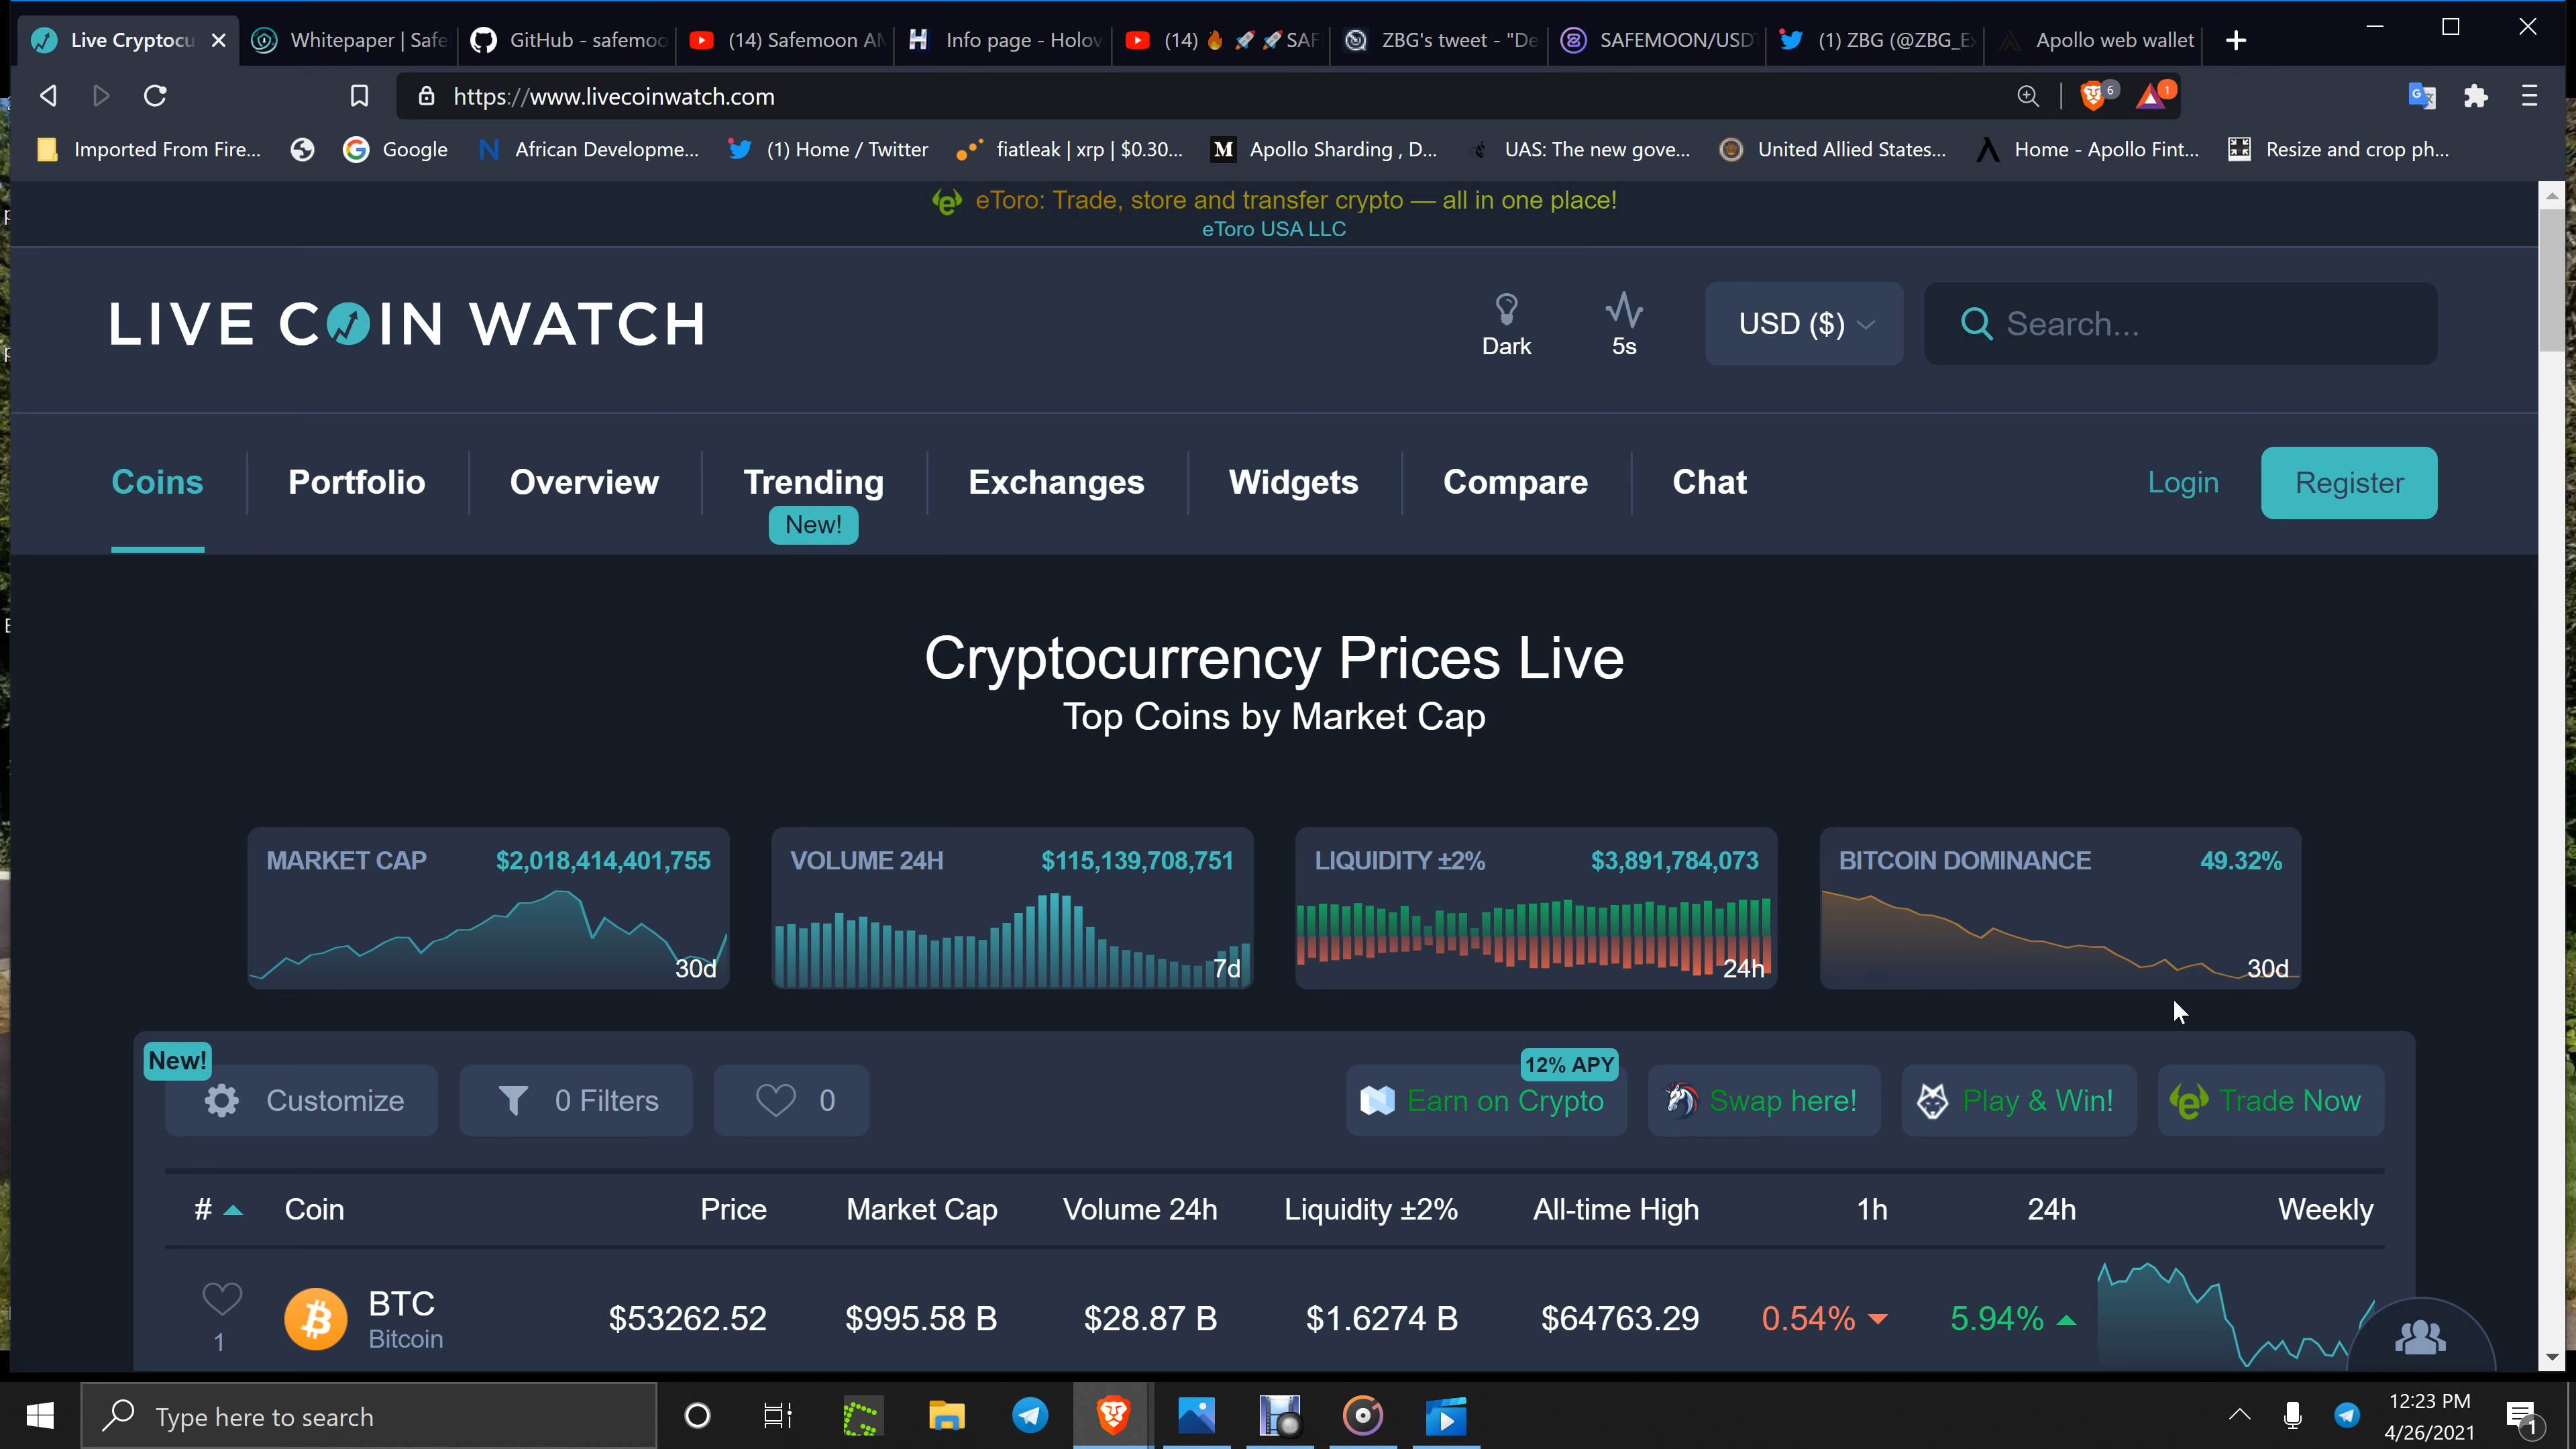 Live Cryptocu
Whitepaper | Safe
GitHub - safemoo
(14) Safemoon AM
Info page - Holov
(14) 🔥 🚀 🚀 SAF
ZBG's tweet - "De
SAFEMOON/USD
(1) ZBG (@ZBG_E
Apollo web wallet
https://www.livecoinwatch.com
6
1
Imported From Fire...
Google
African Developme...
(1) Home / Twitter
fiatleak | xrp | $0.30...
Apollo Sharding , D...
UAS: The new gove...
United Allied States...
Home - Apollo Fint...
Resize and crop ph...
eToro: Trade, store and transfer crypto — all in one place!
eToro USA LLC
LIVE COIN WATCH
Dark
5s
USD ($)
Search...
Coins
Portfolio
Overview
Trending
New!
Exchanges
Widgets
Compare
Chat
Login
Register
Cryptocurrency Prices Live
Top Coins by Market Cap
MARKET CAP $2,018,414,401,755
30d
VOLUME 24H $115,139,708,751
7d
LIQUIDITY ±2% $3,891,784,073
24h
BITCOIN DOMINANCE 49.32%
30d
New!
Customize
0 Filters
0
12% APY
Earn on Crypto
Swap here!
Play & Win!
Trade Now
# Coin Price Market Cap Volume 24h Liquidity ±2% All-time High 1h 24h Weekly
1 BTC $53262.52 $995.58 B $28.87 B $1.6274 B $64763.29 0.54% 5.94%
Bitcoin
Type here to search
12:23 PM
4/26/2021
1